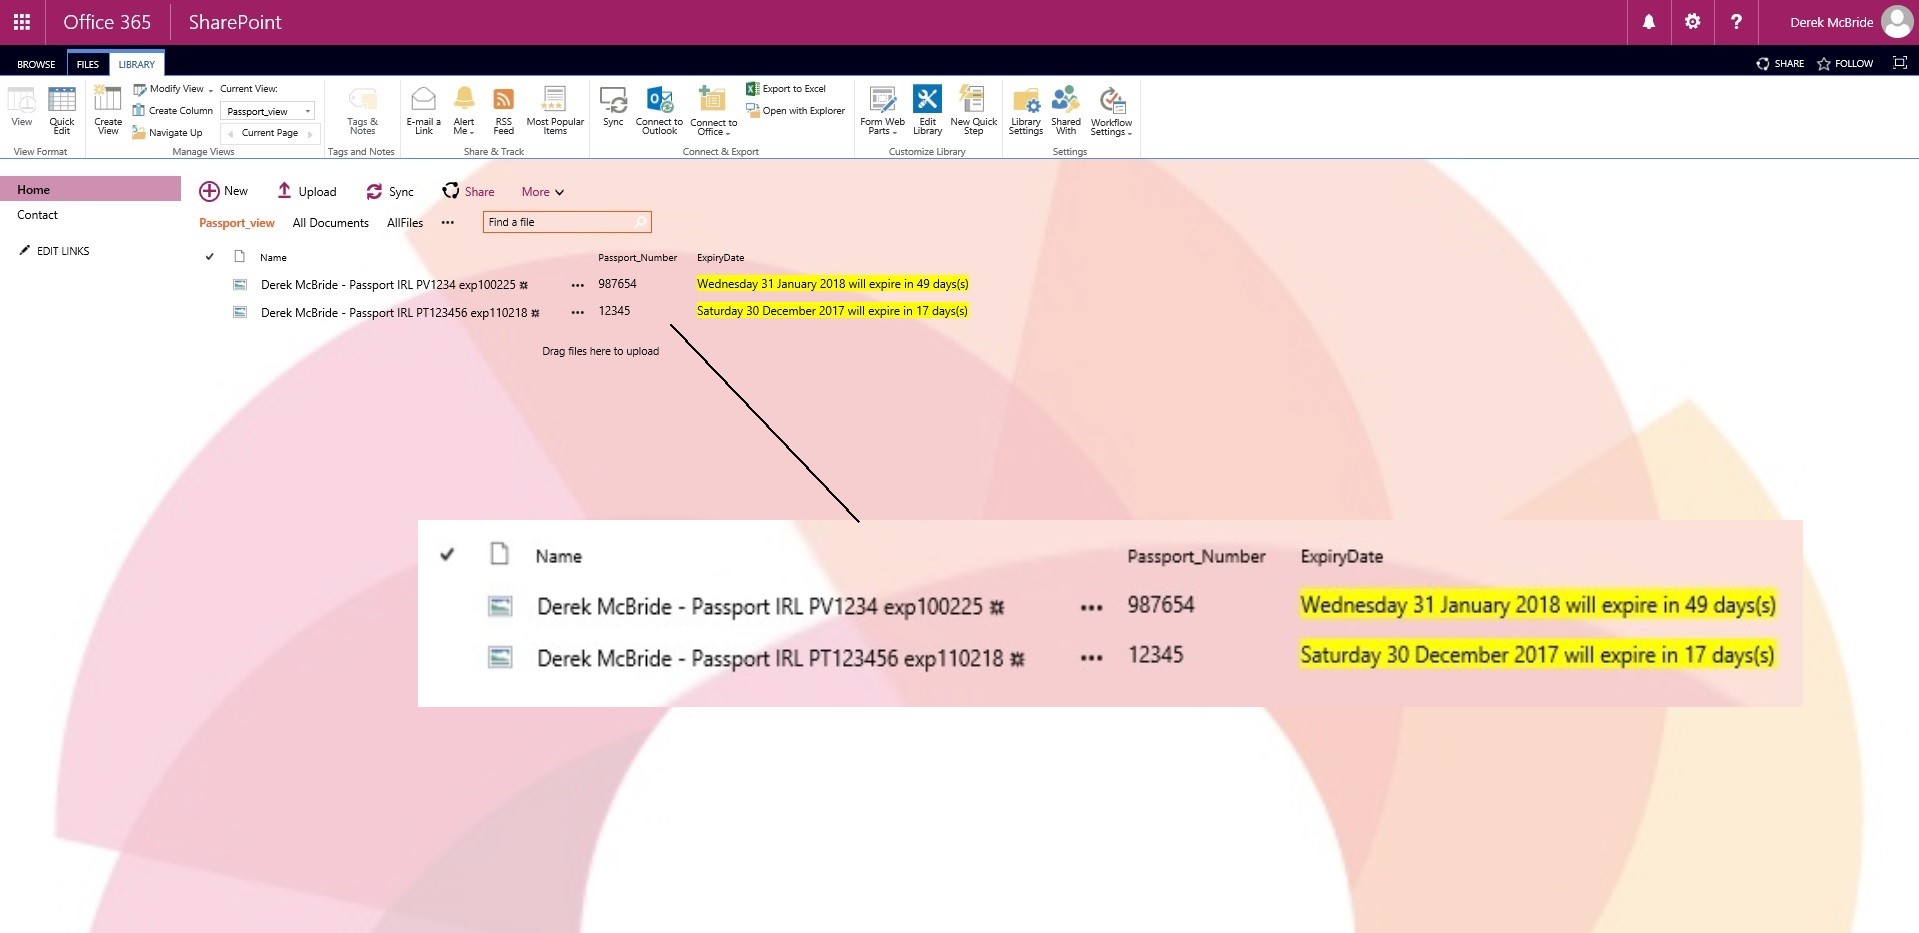 Office 365 SharePoint Derek McBride
BROWSE FILES LIBRARY SHARE FOLLOW
View
Quick Edit
View Format
Create View
Modify View
Create Column
Navigate Up
Current View:
Passport_view
Current Page
Manage Views
Tags & Notes
Tags and Notes
E-mail a Link
Alert Me
RSS Feed
Most Popular Items
Share & Track
Sync
Connect to Outlook
Connect to Office
Export to Excel
Open with Explorer
Connect & Export
Form Web Parts
Edit Library
New Quick Step
Customize Library
Library Settings
Shared With
Workflow Settings
Settings
Home
Contact
EDIT LINKS
New Upload Sync Share More
Passport_view All Documents AllFiles ... Find a file
Name Passport_Number ExpiryDate
Derek McBride - Passport IRL PV1234 exp100225 ... 987654 Wednesday 31 January 2018 will expire in 49 days(s)
Derek McBride - Passport IRL PT123456 exp110218 ... 12345 Saturday 30 December 2017 will expire in 17 days(s)
Drag files here to upload
Name Passport_Number ExpiryDate
Derek McBride - Passport IRL PV1234 exp100225 ... 987654 Wednesday 31 January 2018 will expire in 49 days(s)
Derek McBride - Passport IRL PT123456 exp110218 ... 12345 Saturday 30 December 2017 will expire in 17 days(s)